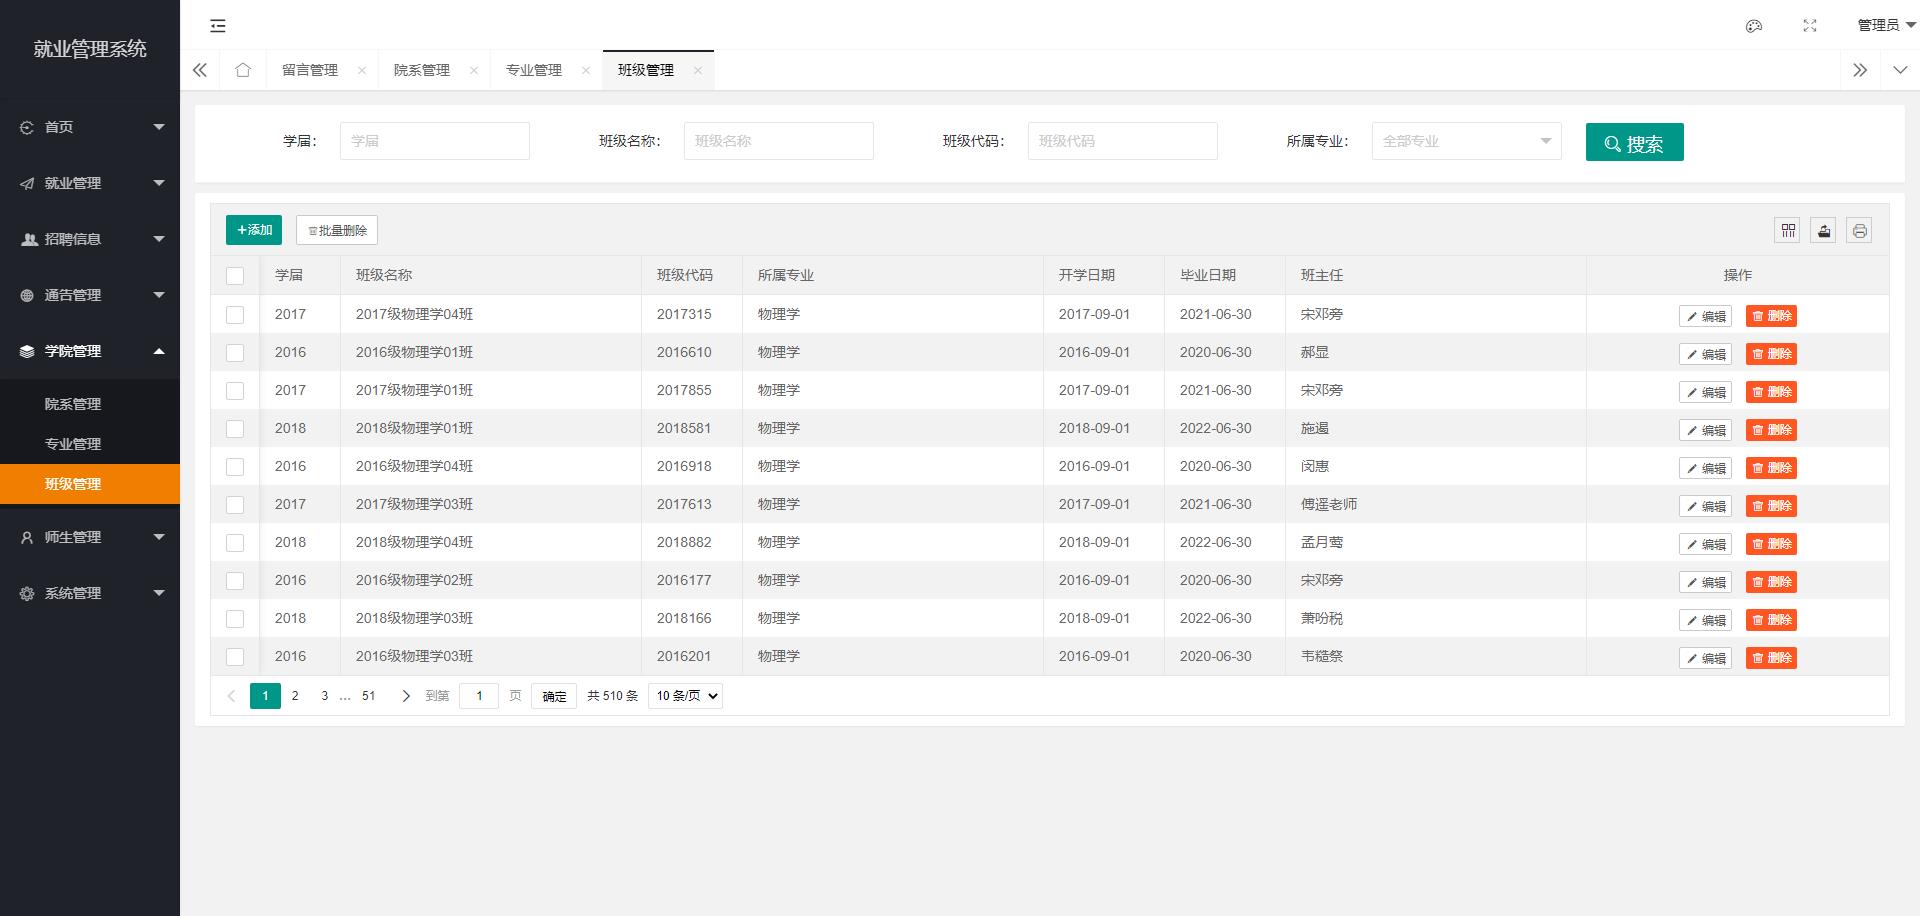 就业管理系统
首页
就业管理
招聘信息
通告管理
学院管理
院系管理
专业管理
班级管理
师生管理
系统管理
管理员
留言管理 院系管理 专业管理 班级管理
学届： 学届 班级名称： 班级名称 班级代码： 班级代码 所属专业： 全部专业 搜索
添加 批量删除
学届 班级名称 班级代码 所属专业 开学日期 毕业日期 班主任 操作
2017 2017级物理学04班 2017315 物理学 2017-09-01 2021-06-30 宋邓旁 编辑 删除
2016 2016级物理学01班 2016610 物理学 2016-09-01 2020-06-30 郝显 编辑 删除
2017 2017级物理学01班 2017855 物理学 2017-09-01 2021-06-30 宋邓旁 编辑 删除
2018 2018级物理学01班 2018581 物理学 2018-09-01 2022-06-30 施遏 编辑 删除
2016 2016级物理学04班 2016918 物理学 2016-09-01 2020-06-30 闵惠 编辑 删除
2017 2017级物理学03班 2017613 物理学 2017-09-01 2021-06-30 傅遥老师 编辑 删除
2018 2018级物理学04班 2018882 物理学 2018-09-01 2022-06-30 孟月莺 编辑 删除
2016 2016级物理学02班 2016177 物理学 2016-09-01 2020-06-30 宋邓旁 编辑 删除
2018 2018级物理学03班 2018166 物理学 2018-09-01 2022-06-30 萧吩税 编辑 删除
2016 2016级物理学03班 2016201 物理学 2016-09-01 2020-06-30 韦糙祭 编辑 删除
1 2 3 … 51 到第 1 页 确定 共 510 条 10 条/页